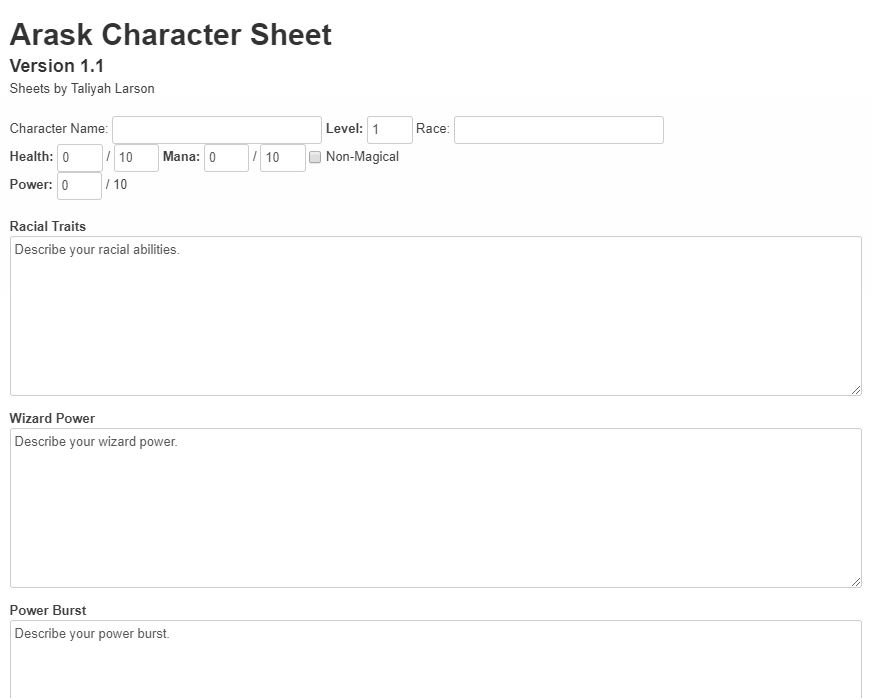 Arask Character Sheet
Version 1.1
Sheets by Taliyah Larson
Character Name: Level: 1 Race:
Health: 0 / 10 Mana: 0 / 10 Non-Magical
Power: 0 / 10
Racial Traits
Describe your racial abilities.
Wizard Power
Describe your wizard power.
Power Burst
Describe your power burst.